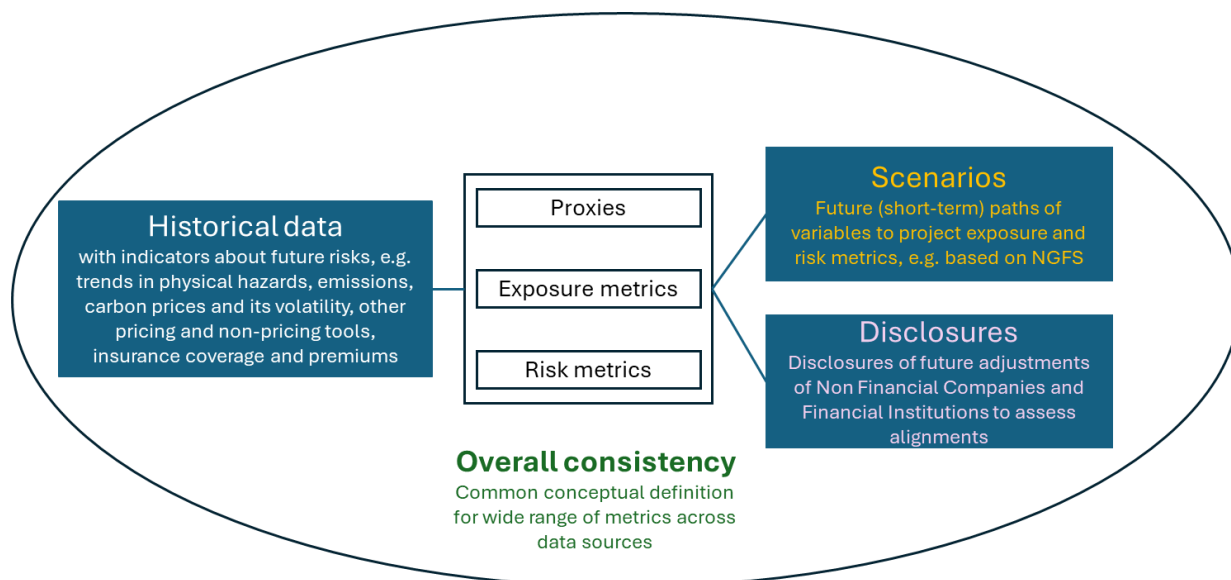 Historical data
with indicators about future risks, e.g.
trends in physical hazards, emissions,
carbon prices and its volatility, other
pricing and non-pricing tools,
insurance coverage and premiums
Proxies
Exposure metrics
Risk metrics
Scenarios
Future (short-term) paths of
variables to project exposure and
risk metrics, e.g. based on NGFS
Disclosures
Disclosures of future adjustments
of Non Financial Companies and
Financial Institutions to assess
alignments
Overall consistency
Common conceptual definition
for wide range of metrics across
data sources